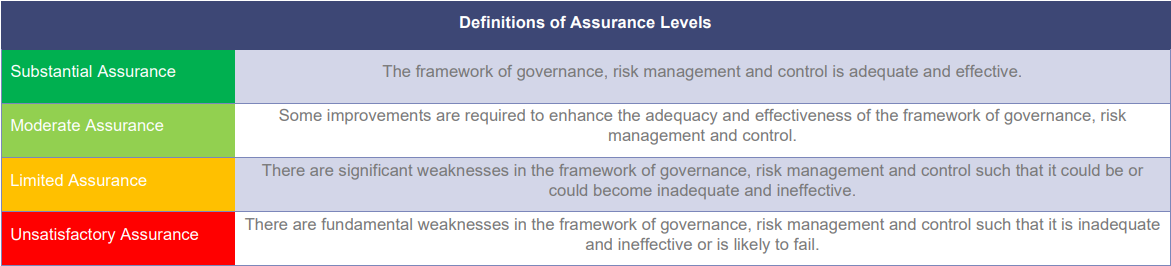 Definitions of Assurance Levels
Substantial Assurance
The framework of governance, risk management and control is adequate and effective.
Moderate Assurance
Some improvements are required to enhance the adequacy and effectiveness of the framework of governance, risk
management and control.
Limited Assurance
There are significant weaknesses in the framework of governance, risk management and control such that it could be or
could become inadequate and ineffective.
Unsatisfactory Assurance
There are fundamental weaknesses in the framework of governance, risk management and control such that it is inadequate
and ineffective or is likely to fail.